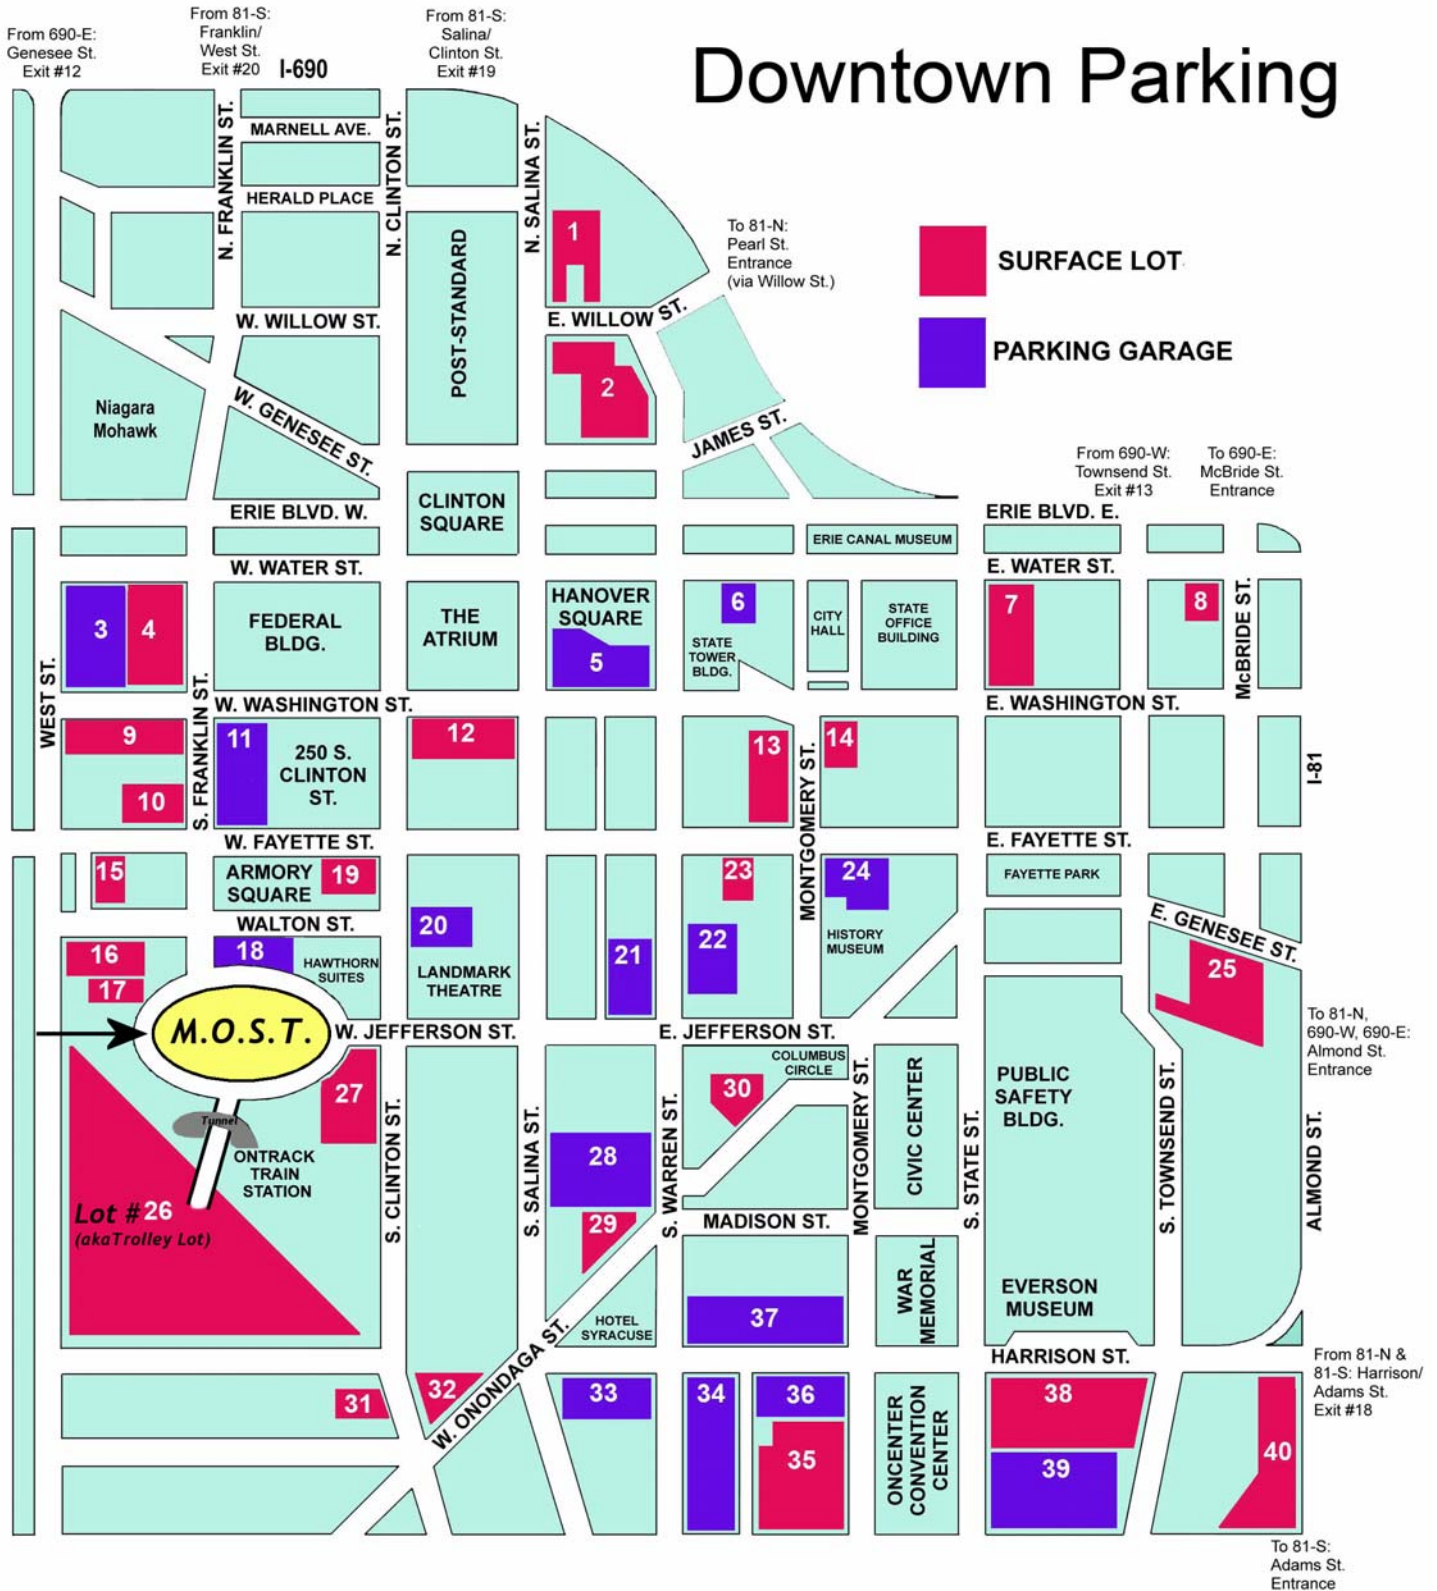 From 690-E:
Genesee St.
Exit #12
From 81-S:
Franklin/
West St.
Exit #20
I-690
From 81-S:
Salina/
Clinton St.
Exit #19
Downtown Parking
N. FRANKLIN ST.
MARNELL AVE.
HERALD PLACE
N. CLINTON ST.
N. SALINA ST.
POST-STANDARD
1
To 81-N:
Pearl St.
Entrance
(via Willow St.)
SURFACE LOT
PARKING GARAGE
W. WILLOW ST.
E. WILLOW ST.
2
Niagara
Mohawk
W. GENESEE ST.
JAMES ST.
From 690-W:
Townsend St.
Exit #13
To 690-E:
McBride St.
Entrance
CLINTON
SQUARE
ERIE BLVD. W.
ERIE BLVD. E.
ERIE CANAL MUSEUM
W. WATER ST.
E. WATER ST.
3
4
FEDERAL
BLDG.
THE
ATRIUM
HANOVER
SQUARE
5
6
STATE
TOWER
BLDG.
CITY
HALL
STATE
OFFICE
BUILDING
7
8
McBRIDE ST.
WEST ST.
S. FRANKLIN ST.
W. WASHINGTON ST.
E. WASHINGTON ST.
9
10
11
250 S.
CLINTON
ST.
12
13
MONTGOMERY ST.
14
I-81
W. FAYETTE ST.
E. FAYETTE ST.
15
ARMORY
SQUARE
19
23
24
FAYETTE PARK
WALTON ST.
20
22
HISTORY
MUSEUM
E. GENESEE ST.
16
17
18
HAWTHORN
SUITES
LANDMARK
THEATRE
21
25
M.O.S.T.
W. JEFFERSON ST.
E. JEFFERSON ST.
To 81-N,
690-W, 690-E:
Almond St.
Entrance
COLUMBUS
CIRCLE
27
30
PUBLIC
SAFETY
BLDG.
Tunnel
ONTRACK
TRAIN
STATION
S. CLINTON ST.
S. SALINA ST.
28
S. WARREN ST.
MONTGOMERY ST.
CIVIC CENTER
S. STATE ST.
S. TOWNSEND ST.
ALMOND ST.
Lot # 26
(aka Trolley Lot)
29
MADISON ST.
WAR
MEMORIAL
EVERSON
MUSEUM
HOTEL
SYRACUSE
37
W. ONONDAGA ST.
HARRISON ST.
From 81-N &
81-S: Harrison/
Adams St.
Exit #18
31
32
33
34
36
35
ONCENTER
CONVENTION
CENTER
38
39
40
To 81-S:
Adams St.
Entrance